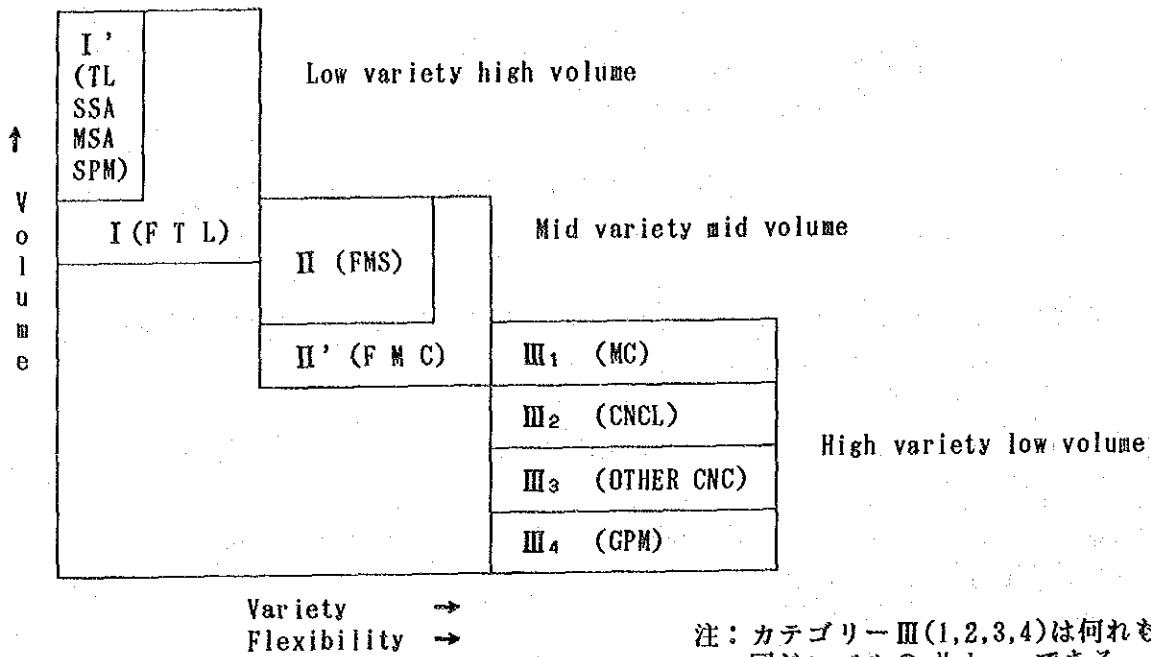 I'
(TL
SSA
MSA
SPM)
Low variety high volume
↑
Volume
I (F T L)
Mid variety mid volume
II (FMS)
II' (F M C)
III₁ (MC)
III₂ (CNCL)
High variety low volume
III₃ (OTHER CNC)
III₄ (GPM)
Variety →
Flexibility →
注：カテゴリーIII(1,2,3,4)は何れも